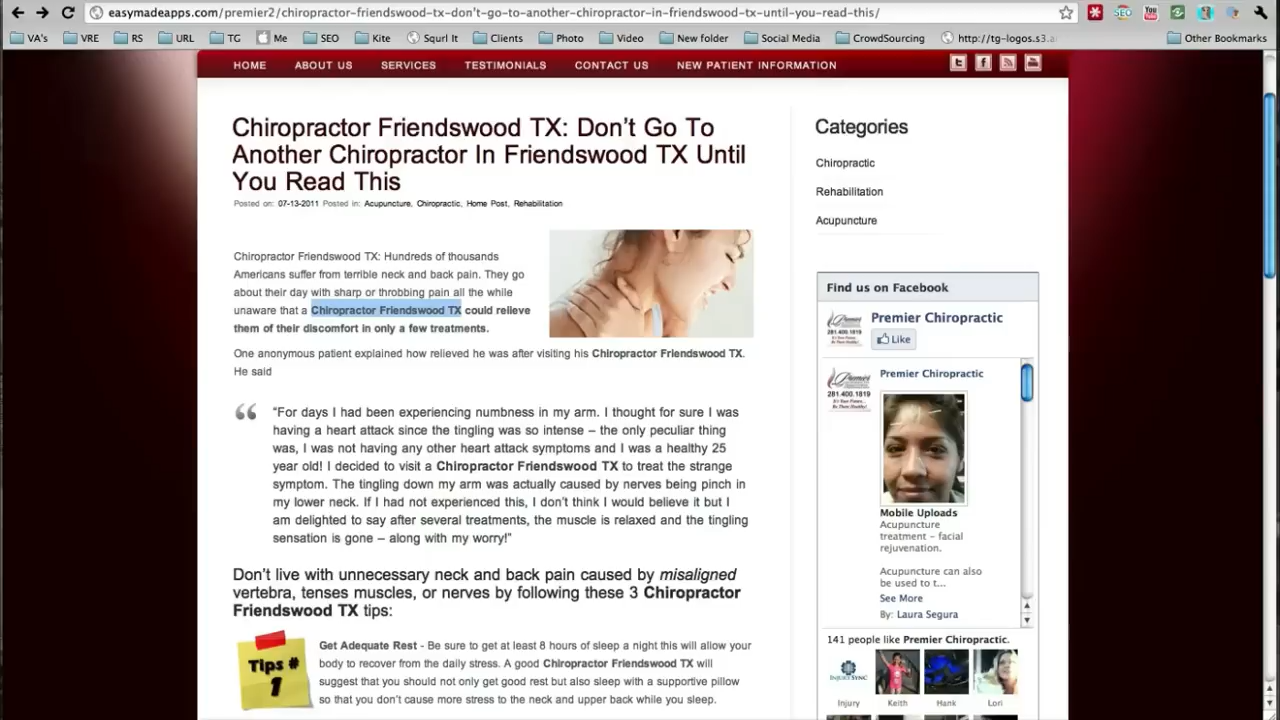 easymadeapps.com/premier2/chiropractor-friendswood-tx-don't-go-to-another-chiropractor-in-friendswood-tx-until-you-read-this/
VA's VRE RS URL TG Me SEO Kite Squrl It Clients Photo Video New folder Social Media CrowdSourcing http://tg-logos.s3.a Other Bookmarks
HOME ABOUT US SERVICES TESTIMONIALS CONTACT US NEW PATIENT INFORMATION
Chiropractor Friendswood TX: Don't Go To
Another Chiropractor In Friendswood TX Until
You Read This
Posted on: 07-13-2011 Posted in: Acupuncture, Chiropractic, Home Post, Rehabilitation
Chiropractor Friendswood TX: Hundreds of thousands
Americans suffer from terrible neck and back pain. They go
about their day with sharp or throbbing pain all the while
unaware that a Chiropractor Friendswood TX could relieve
them of their discomfort in only a few treatments.
One anonymous patient explained how relieved he was after visiting his Chiropractor Friendswood TX.
He said
"For days I had been experiencing numbness in my arm. I thought for sure I was
having a heart attack since the tingling was so intense – the only peculiar thing
was, I was not having any other heart attack symptoms and I was a healthy 25
year old! I decided to visit a Chiropractor Friendswood TX to treat the strange
symptom. The tingling down my arm was actually caused by nerves being pinch in
my lower neck. If I had not experienced this, I don't think I would believe it but I
am delighted to say after several treatments, the muscle is relaxed and the tingling
sensation is gone – along with my worry!"
Don't live with unnecessary neck and back pain caused by misaligned
vertebra, tenses muscles, or nerves by following these 3 Chiropractor
Friendswood TX tips:
Tips #
1
Get Adequate Rest - Be sure to get at least 8 hours of sleep a night this will allow your
body to recover from the daily stress. A good Chiropractor Friendswood TX will
suggest that you should not only get good rest but also sleep with a supportive pillow
so that you don't cause more stress to the neck and upper back while you sleep.
Categories
Chiropractic
Rehabilitation
Acupuncture
Find us on Facebook
Premier
281.400.1819
Premier Chiropractic
Like
Premier
281.400.1819
Premier Chiropractic
Mobile Uploads
Acupuncture
treatment – facial
rejuvenation.
Acupuncture can also
be used to t...
See More
By: Laura Segura
141 people like Premier Chiropractic.
INJURYSYNC
Injury Keith Hank Lori